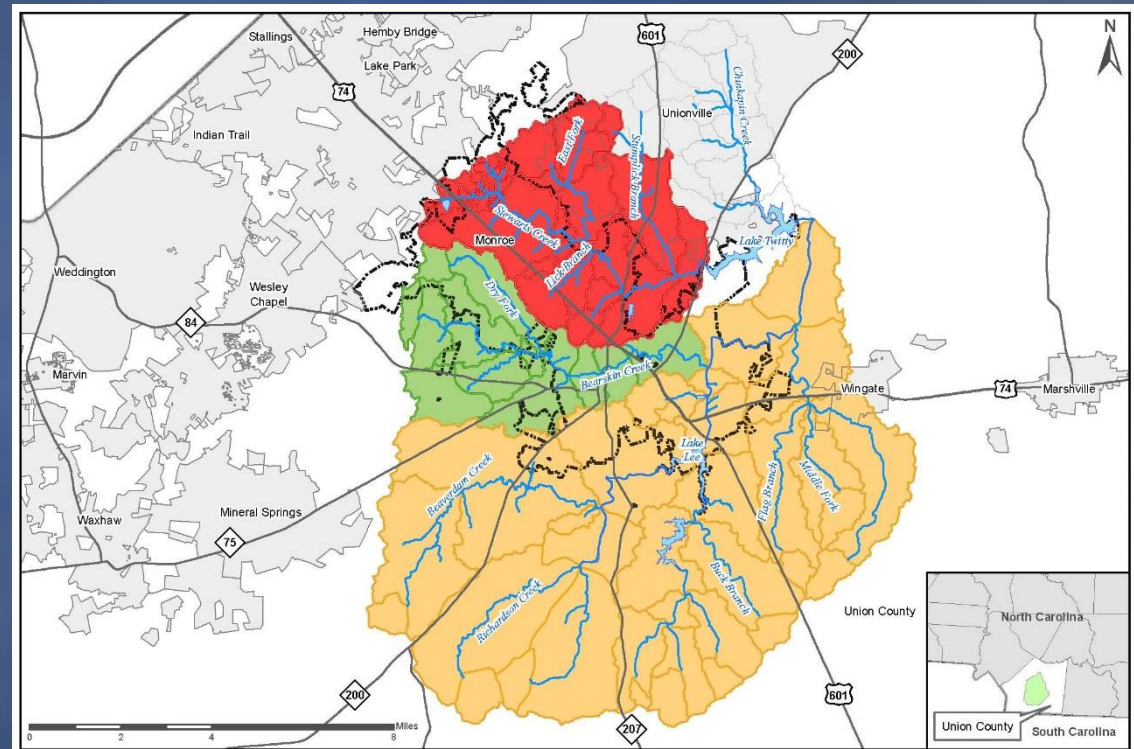 Hemby Bridge
Stallings
601
N
Lake Park
200
74
Unionville
Chinkapin Creek
Indian Trail
East Fork
Stumplick Branch
Stewarts Creek
Monroe
Lake Twitty
Lick Branch
Weddington
Wesley
Chapel
Dry Fork
84
Marvin
Bearskin Creek
Wingate
74
Marshville
Lake
Lee
Beaverdam Creek
Flag Branch
Middle Fork
Waxhaw
Mineral Springs
75
Buck Branch
Richardson Creek
Union County
North Carolina
200
601
Miles
0 2 4 8
207
Union County
South Carolina